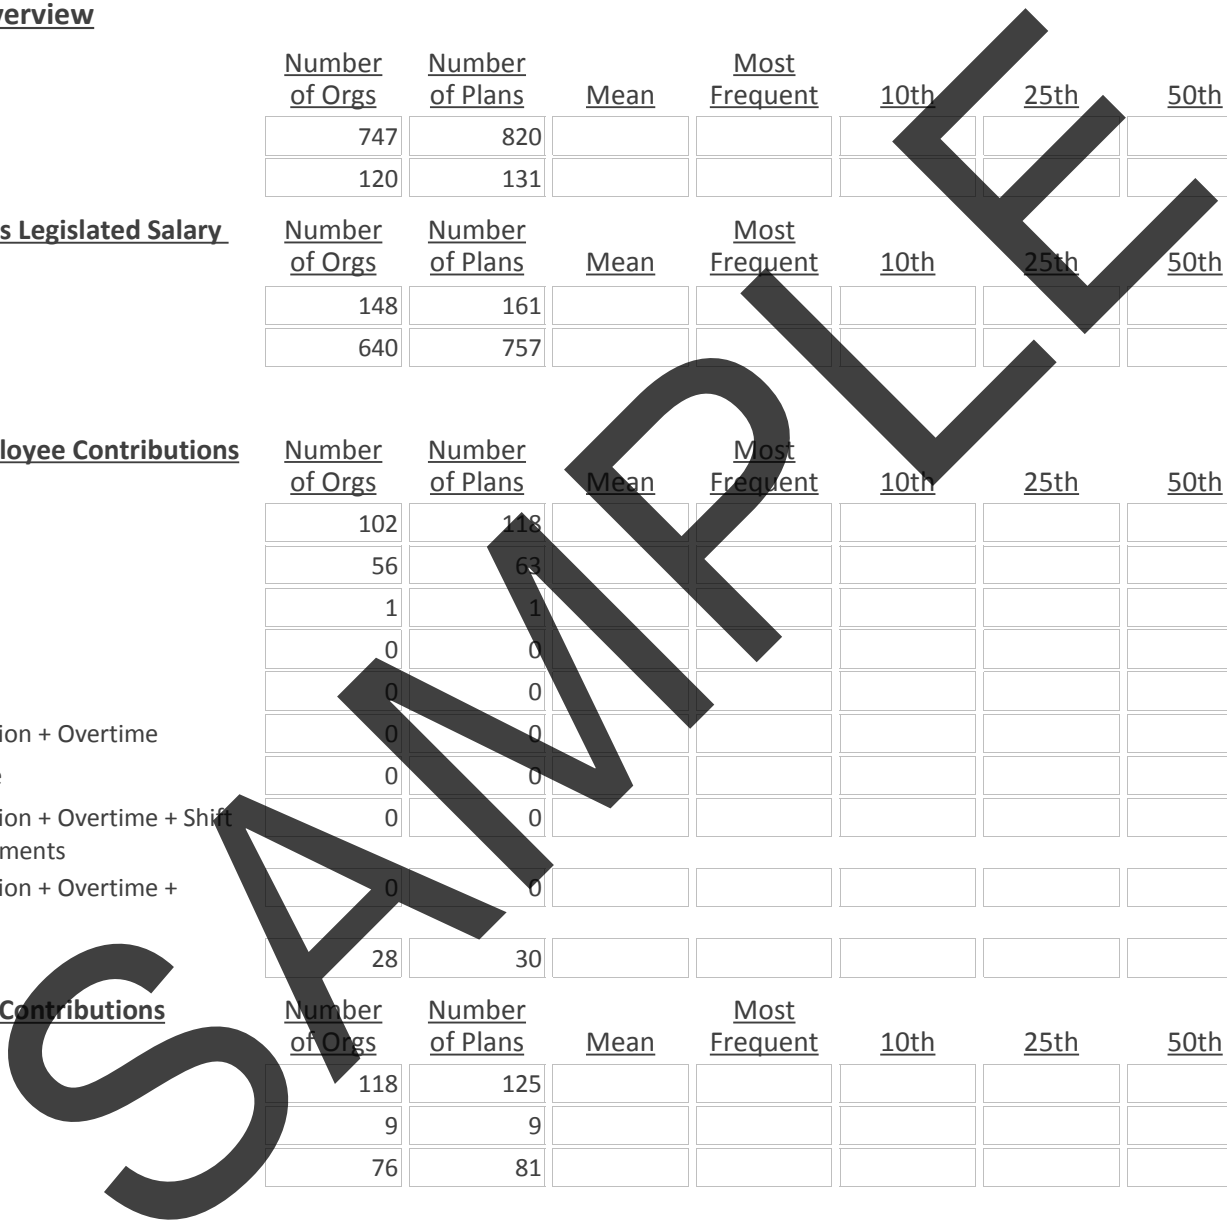 verview
Number Number Most
of Orgs of Plans Mean Frequent 10th 25th 50th
747 820
120 131
s Legislated Salary Number Number Most
of Orgs of Plans Mean Frequent 10th 25th 50th
148 161
640 757
loyee Contributions Number Number Most
of Orgs of Plans Mean Frequent 10th 25th 50th
102 118
56 63
1 1
0 0
0 0
ion + Overtime 0 0
e 0 0
ion + Overtime + Shift 0 0
ments
ion + Overtime + 0 0
28 30
Contributions Number Number Most
of Orgs of Plans Mean Frequent 10th 25th 50th
118 125
9 9
76 81
SAMPLE